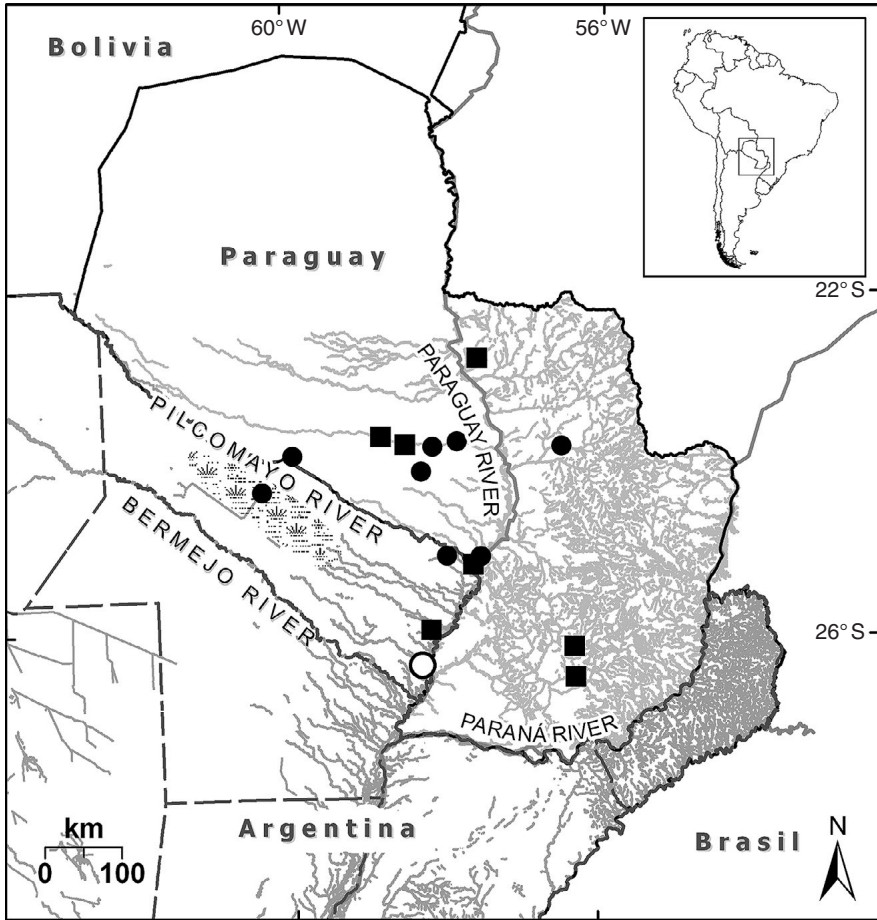 60°W
56°W
Bolivia
Paraguay
22°S
PARAGUAY RIVER
PILCOMAYO RIVER
BERMEJO RIVER
26°S
PARANÁ RIVER
km
0 100
Argentina
Brasil
N